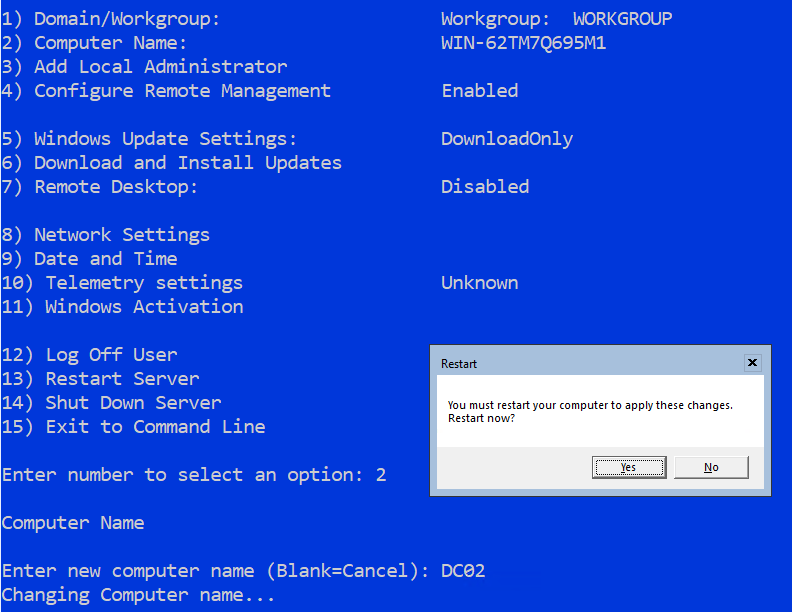 1) Domain/Workgroup: Workgroup: WORKGROUP
2) Computer Name: WIN-62TM7Q695M1
3) Add Local Administrator
4) Configure Remote Management Enabled
5) Windows Update Settings: DownloadOnly
6) Download and Install Updates
7) Remote Desktop: Disabled
8) Network Settings
9) Date and Time
10) Telemetry settings Unknown
11) Windows Activation
12) Log Off User
13) Restart Server
14) Shut Down Server
15) Exit to Command Line
Restart
You must restart your computer to apply these changes.
Restart now?
Yes No
Enter number to select an option: 2
Computer Name
Enter new computer name (Blank=Cancel): DC02
Changing Computer name...